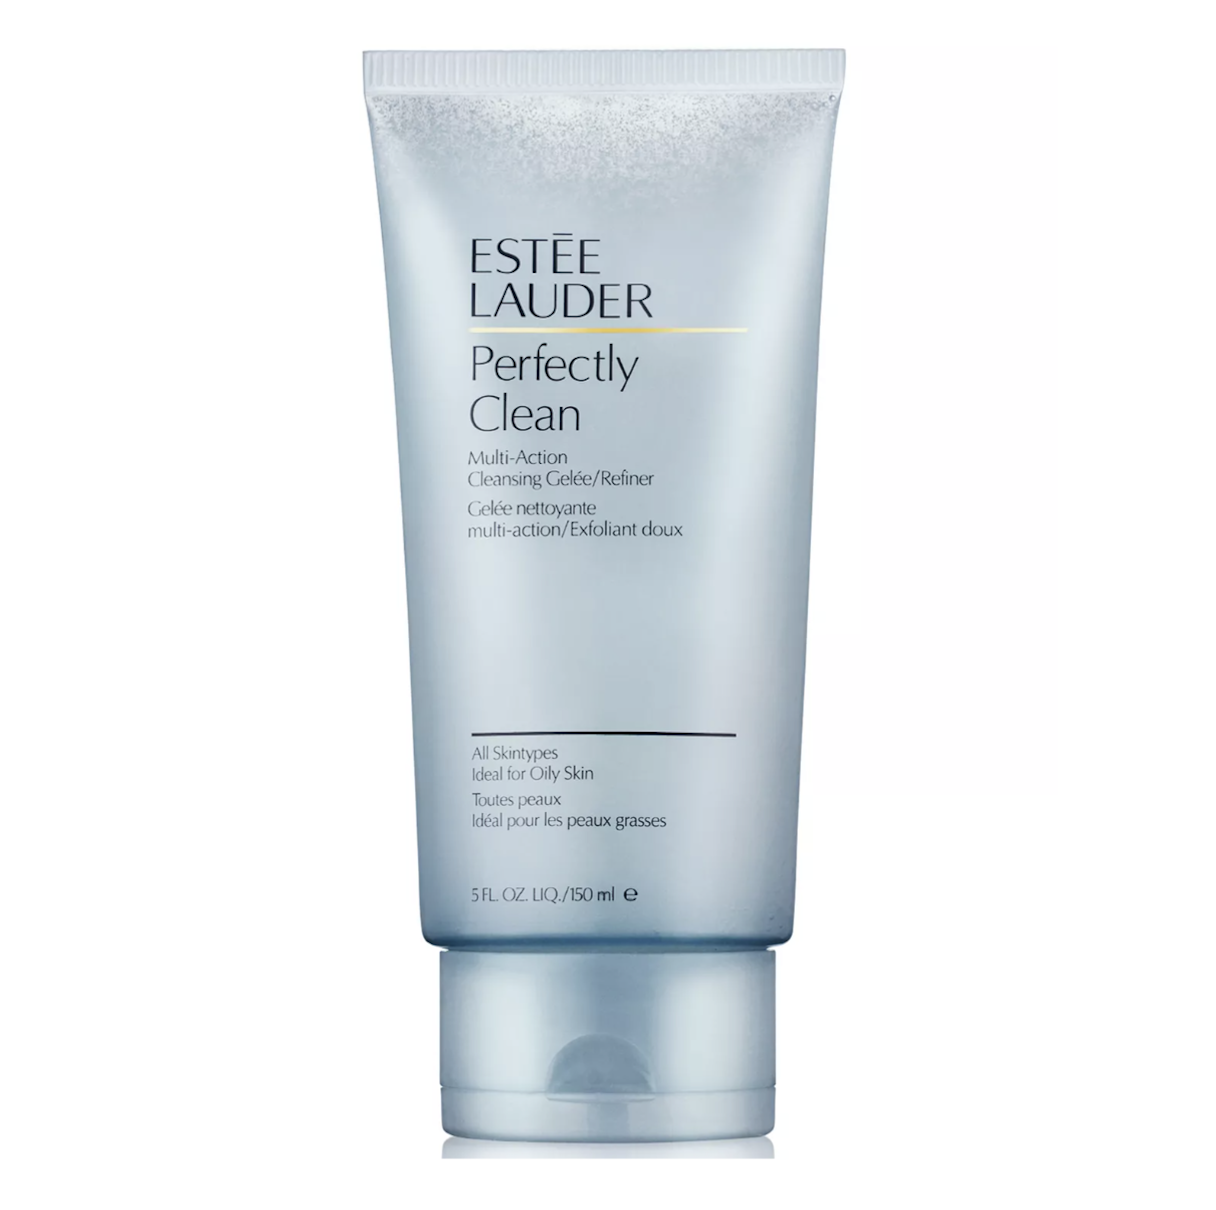 ESTĒE
LAUDER
Perfectly
Clean
Multi-Action
Cleansing Gelée/Refiner
Gelée nettoyante
multi-action/Exfoliant doux
All Skintypes
Ideal for Oily Skin
Toutes peaux
Idéal pour les peaux grasses
5 FL. OZ. LIQ./150 ml ℮